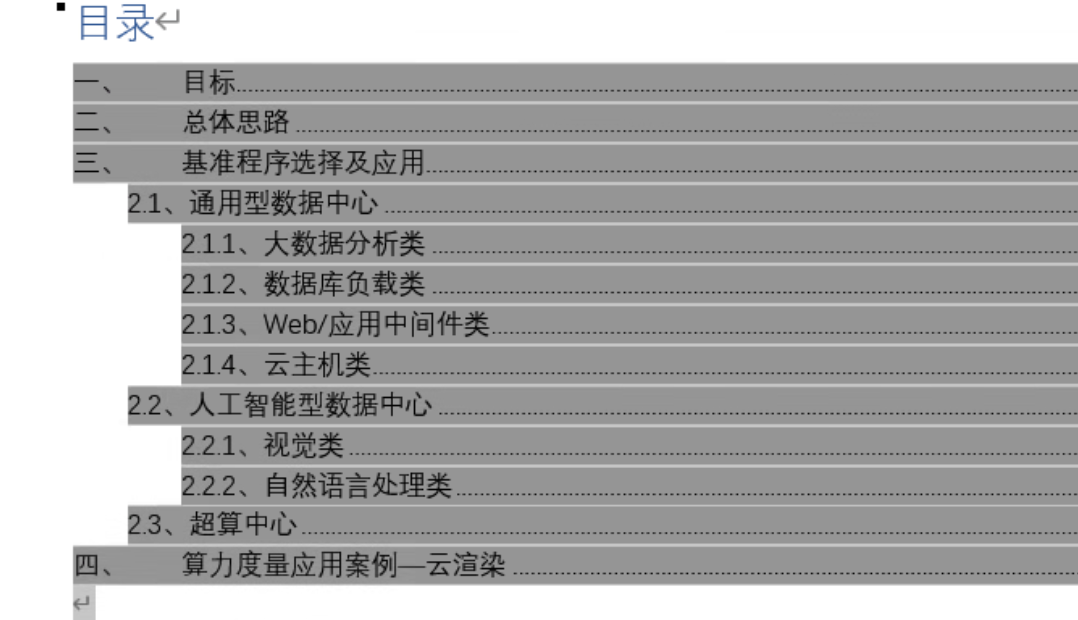 目录
一、 目标
二、 总体思路
三、 基准程序选择及应用
2.1、通用型数据中心
2.1.1、大数据分析类
2.1.2、数据库负载类
2.1.3、Web/应用中间件类
2.1.4、云主机类
2.2、人工智能型数据中心
2.2.1、视觉类
2.2.2、自然语言处理类
2.3、超算中心
四、 算力度量应用案例—云渲染